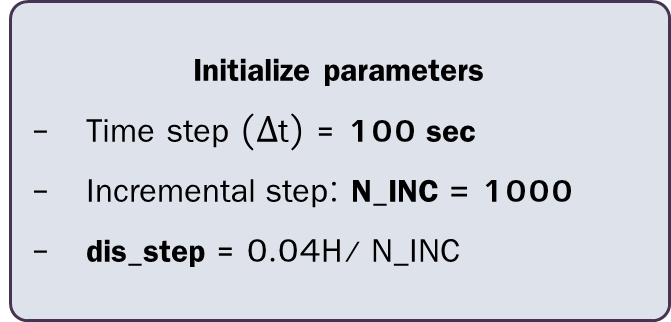 Initialize parameters
- Time step (Δt) = 100 sec
- Incremental step: N_INC = 1000
- dis_step = 0.04H/ N_INC